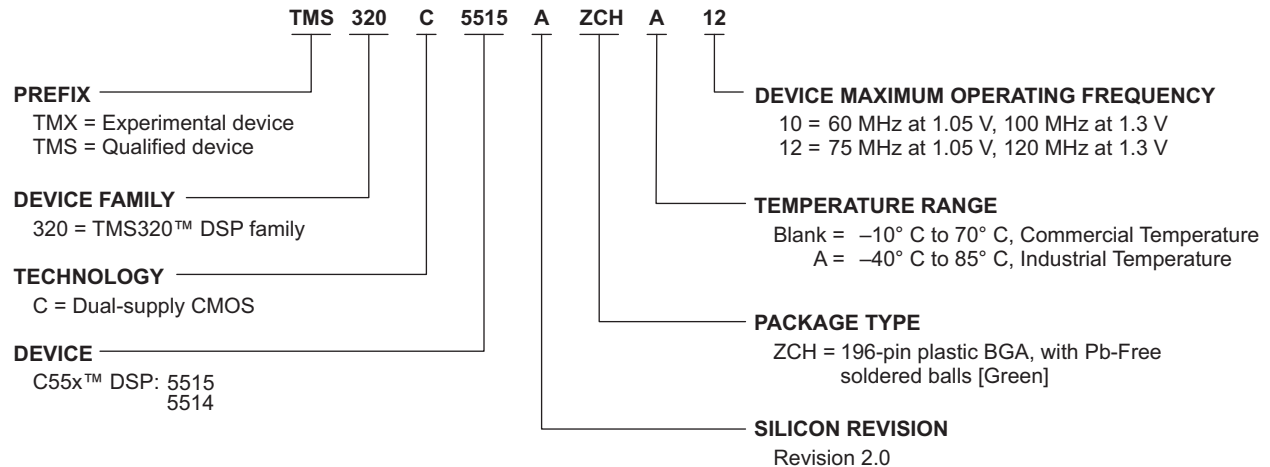 TMS 320 C 5515 A ZCH A 12
PREFIX
TMX = Experimental device
TMS = Qualified device
DEVICE FAMILY
320 = TMS320™ DSP family
TECHNOLOGY
C = Dual-supply CMOS
DEVICE
C55x™ DSP: 5515
5514
DEVICE MAXIMUM OPERATING FREQUENCY
10 = 60 MHz at 1.05 V, 100 MHz at 1.3 V
12 = 75 MHz at 1.05 V, 120 MHz at 1.3 V
TEMPERATURE RANGE
Blank = –10° C to 70° C, Commercial Temperature
A = –40° C to 85° C, Industrial Temperature
PACKAGE TYPE
ZCH = 196-pin plastic BGA, with Pb-Free
soldered balls [Green]
SILICON REVISION
Revision 2.0